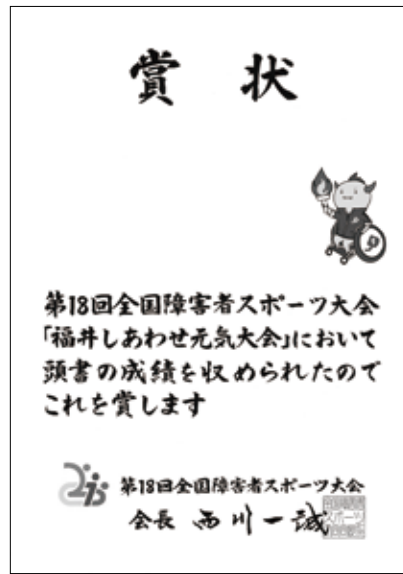 賞 状
第18回全国障害者スポーツ大会
「福井しあわせ元気大会」において
頭書の成績を収められたので
これを賞します
第18回全国障害者スポーツ大会
会長 西川一誠